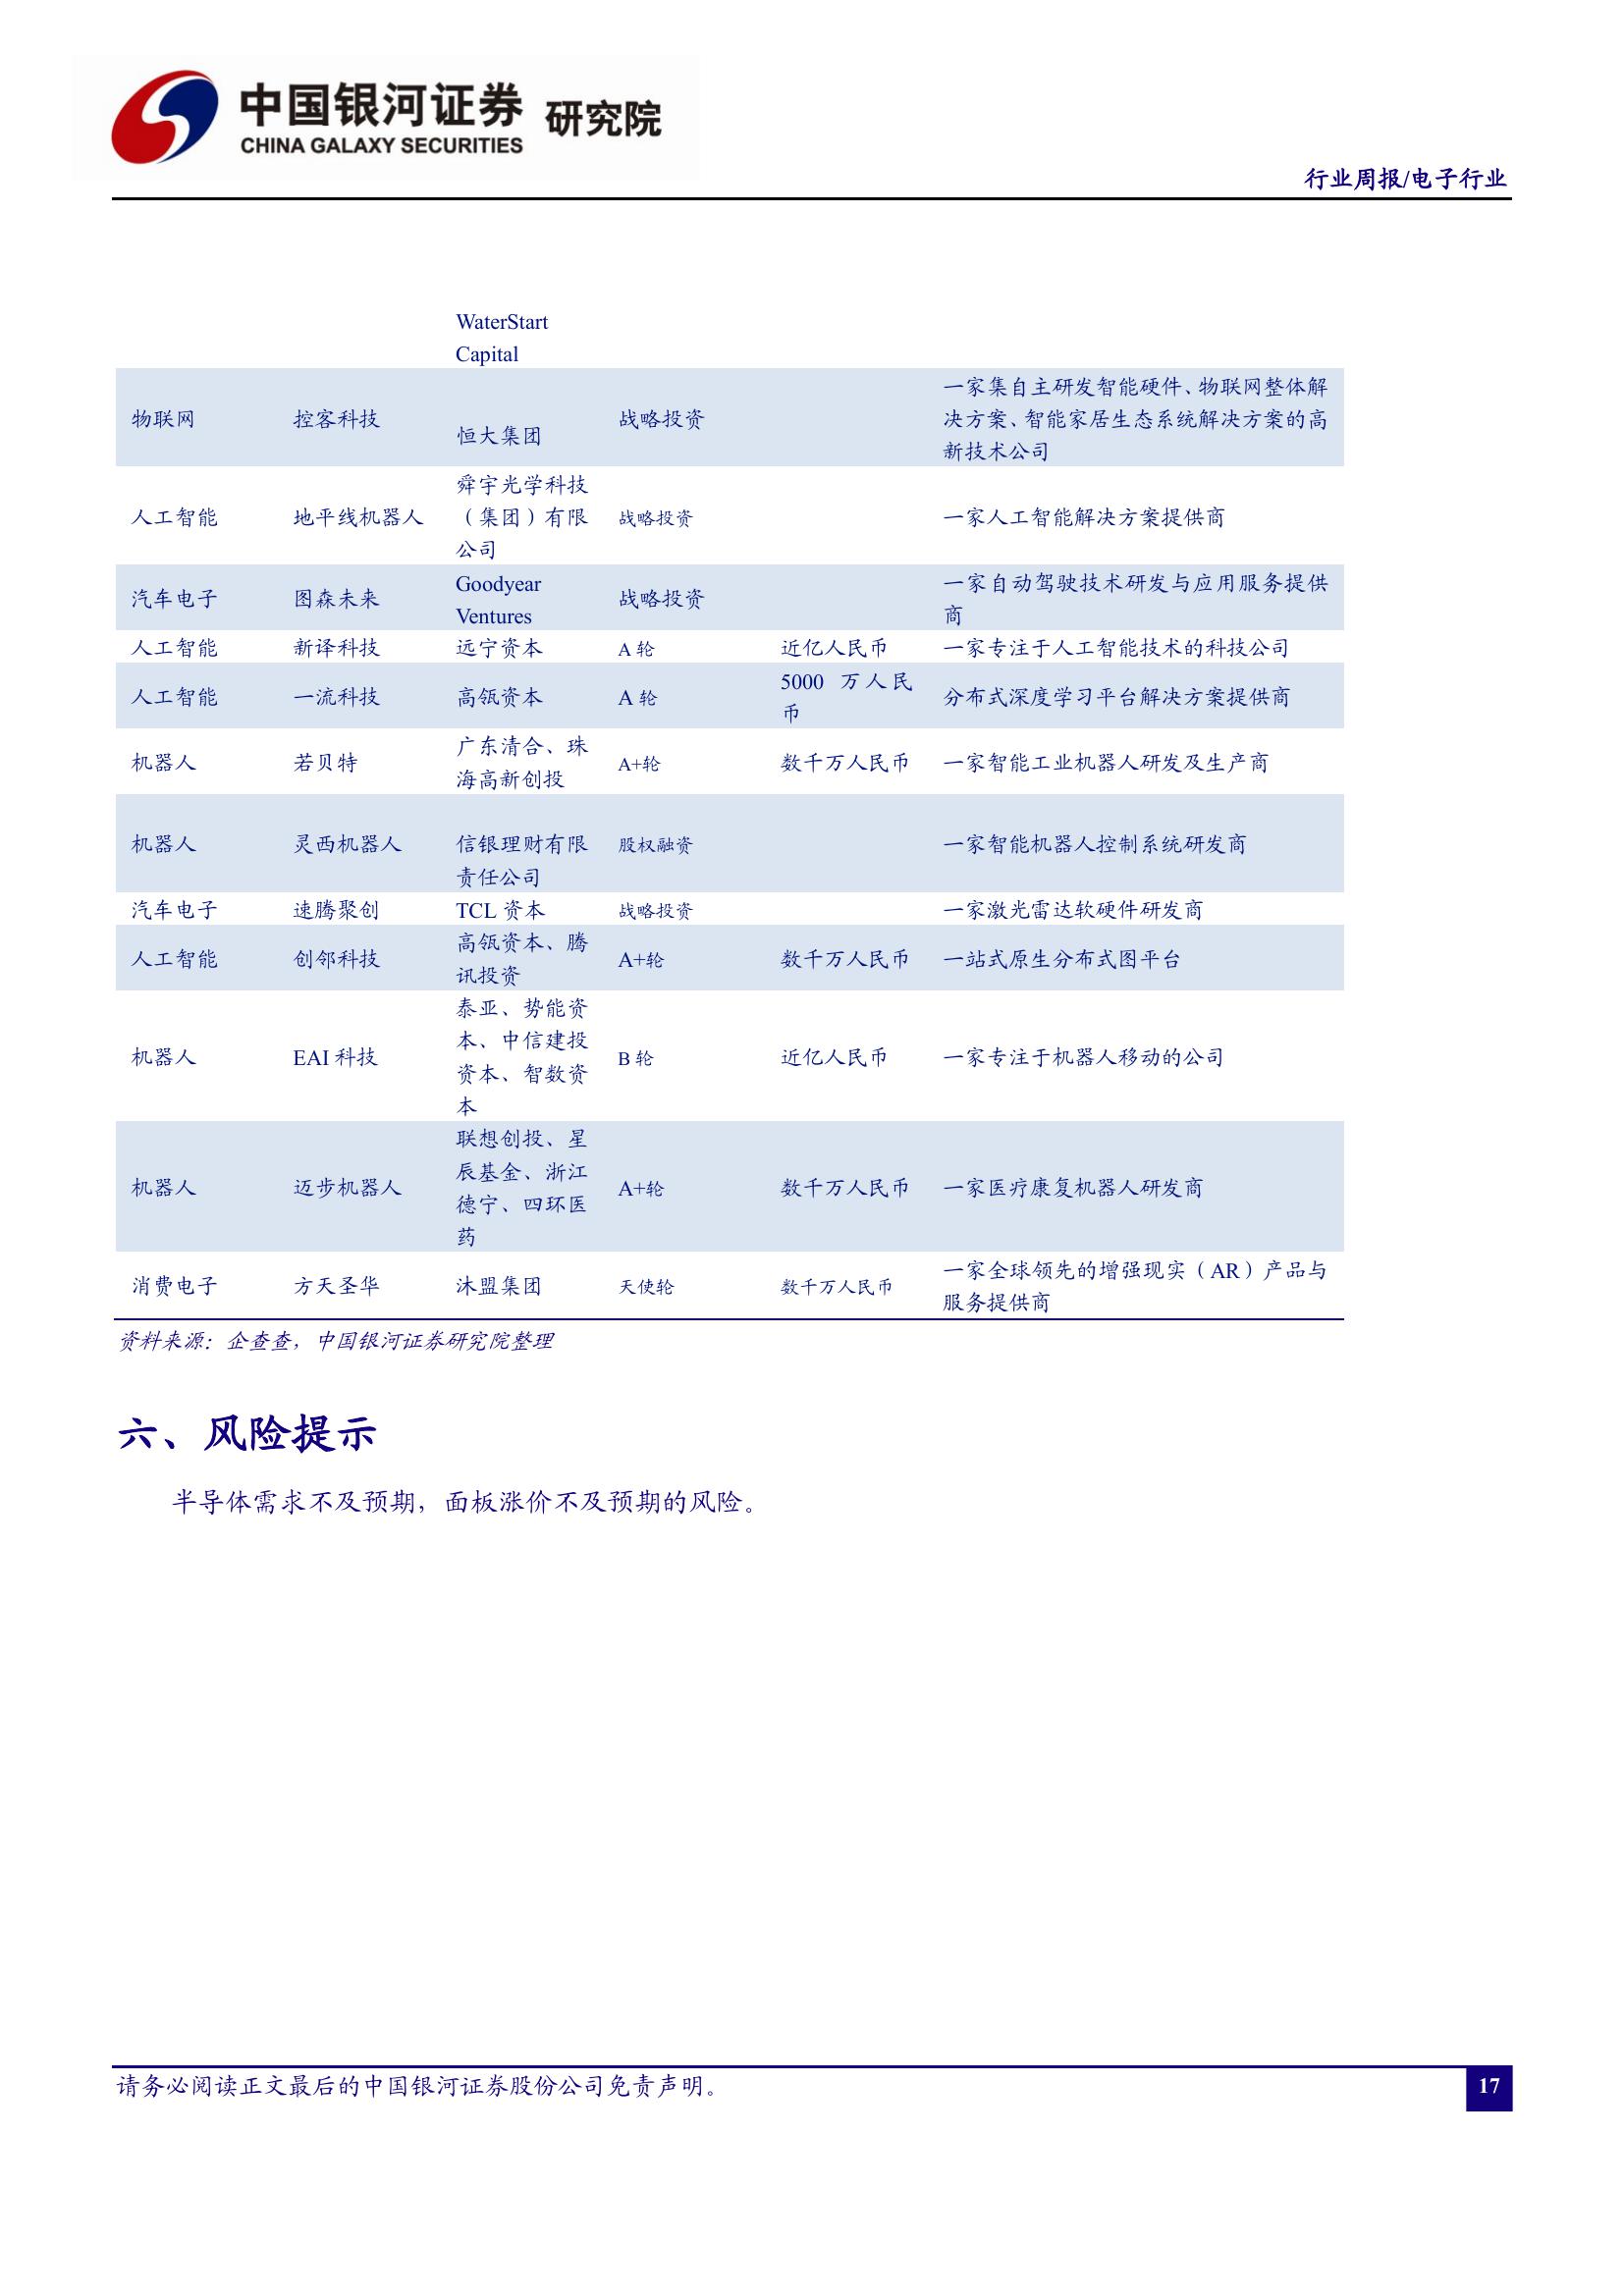 中国银河证券 研究院
CHINA GALAXY SECURITIES
行业周报/电子行业
WaterStart
Capital
物联网 控客科技 恒大集团 战略投资 一家集自主研发智能硬件、物联网整体解
决方案、智能家居生态系统解决方案的高
新技术公司
人工智能 地平线机器人 舜宇光学科技
（集团）有限
公司 战略投资 一家人工智能解决方案提供商
汽车电子 图森未来 Goodyear
Ventures 战略投资 一家自动驾驶技术研发与应用服务提供
商
人工智能 新译科技 远宁资本 A 轮 近亿人民币 一家专注于人工智能技术的科技公司
人工智能 一流科技 高瓴资本 A 轮 5000 万人民
币 分布式深度学习平台解决方案提供商
机器人 若贝特 广东清合、珠
海高新创投 A+轮 数千万人民币 一家智能工业机器人研发及生产商
机器人 灵西机器人 信银理财有限
责任公司 股权融资 一家智能机器人控制系统研发商
汽车电子 速腾聚创 TCL 资本 战略投资 一家激光雷达软硬件研发商
人工智能 创邻科技 高瓴资本、腾
讯投资 A+轮 数千万人民币 一站式原生分布式图平台
机器人 EAI 科技 泰亚、势能资
本、中信建投
资本、智数资
本 B 轮 近亿人民币 一家专注于机器人移动的公司
机器人 迈步机器人 联想创投、星
辰基金、浙江
德宁、四环医
药 A+轮 数千万人民币 一家医疗康复机器人研发商
消费电子 方天圣华 沐盟集团 天使轮 数千万人民币 一家全球领先的增强现实（AR）产品与
服务提供商
资料来源：企查查，中国银河证券研究院整理
六、风险提示
半导体需求不及预期，面板涨价不及预期的风险。
请务必阅读正文最后的中国银河证券股份公司免责声明。
17